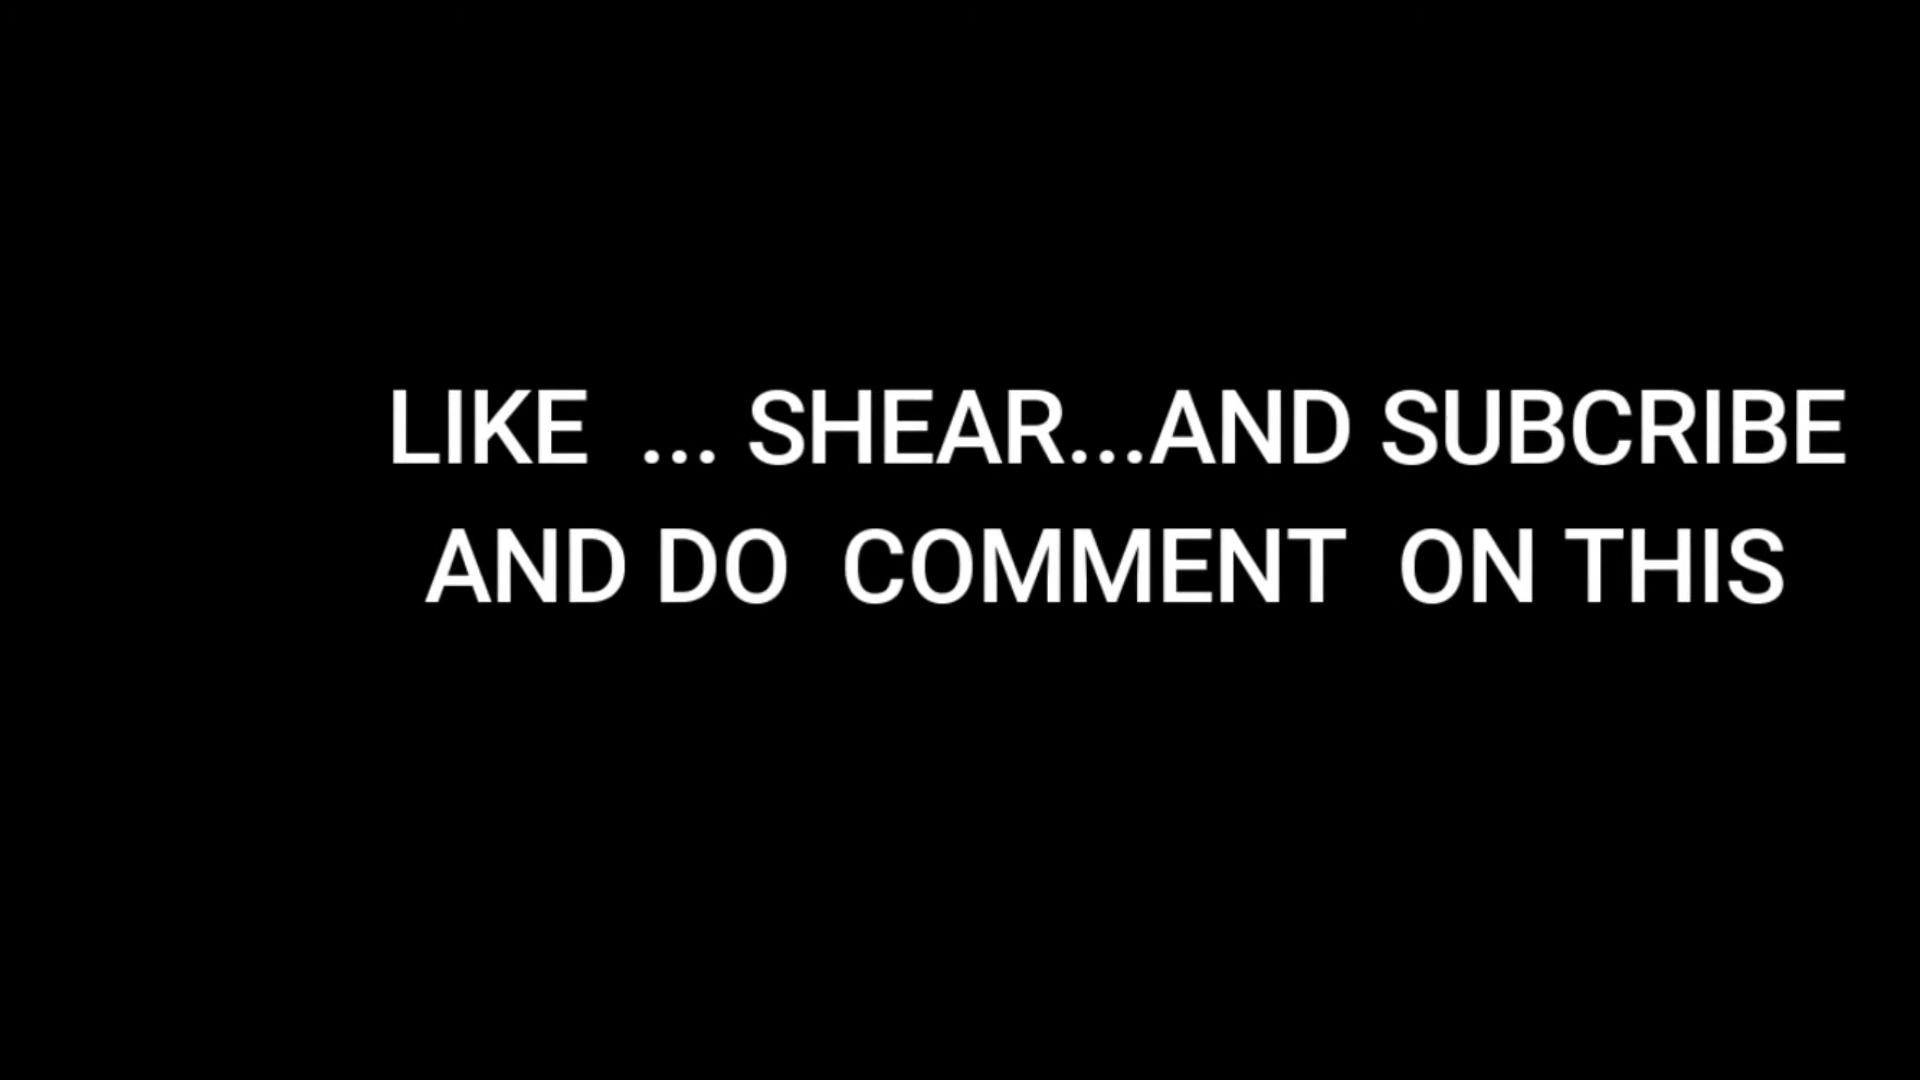 LIKE  ... SHEAR...AND SUBCRIBE
AND DO  COMMENT  ON THIS